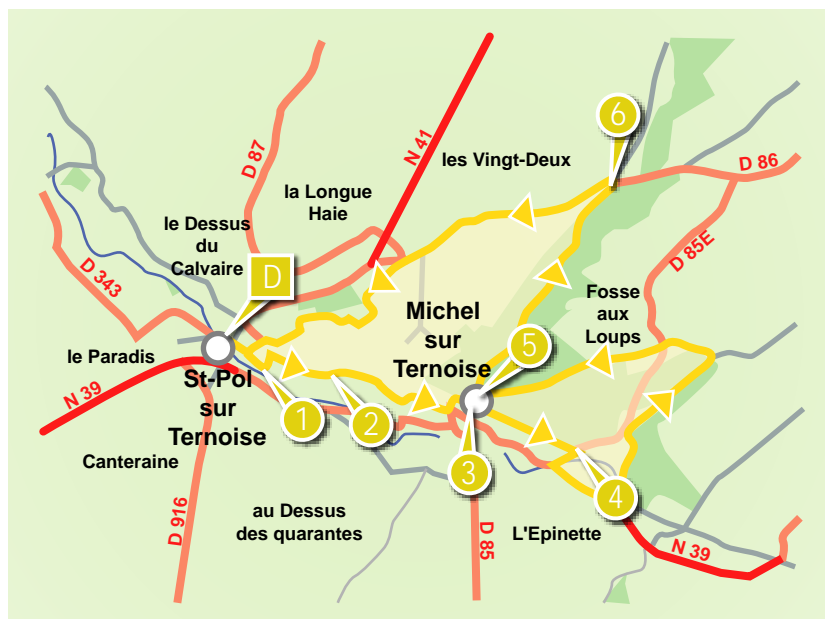 6
N 41
les Vingt-Deux
D 86
D 87
la Longue
Haie
le Dessus
du
Calvaire
D 85E
D
D 343
Fosse
aux
Loups
Michel
sur
Ternoise
5
le Paradis
St-Pol
sur
Ternoise
N 39
1
2
3
4
Canteraine
D 916
au Dessus
des quarantes
D 85
L'Epinette
N 39